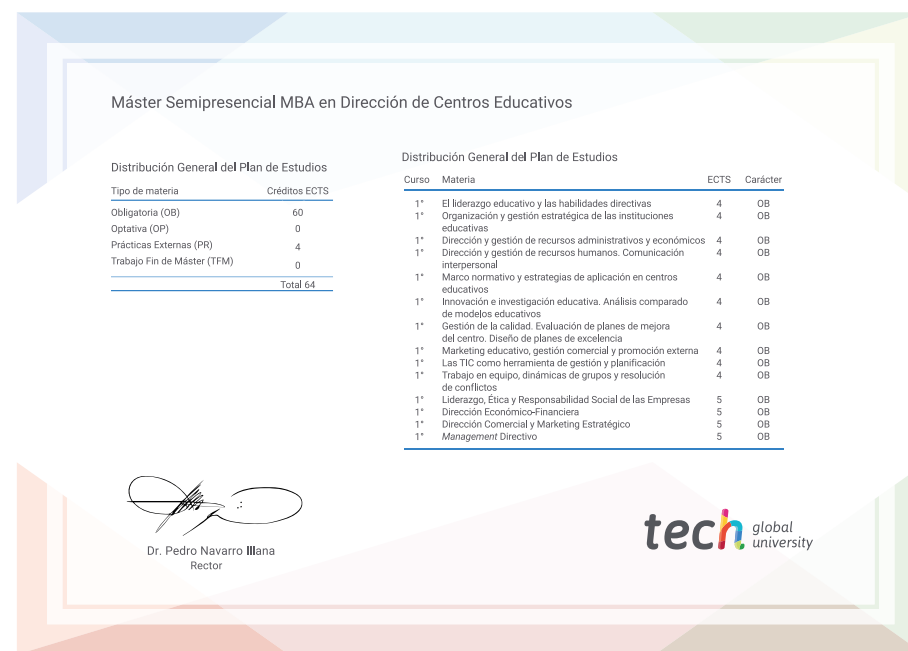 Máster Semipresencial MBA en Dirección de Centros Educativos
Distribución General del Plan de Estudios
Tipo de materia Créditos ECTS
Obligatoria (OB) 60
Optativa (OP) 0
Prácticas Externas (PR) 4
Trabajo Fin de Máster (TFM) 0
Total 64
Distribución General del Plan de Estudios
Curso Materia ECTS Carácter
1° El liderazgo educativo y las habilidades directivas 4 OB
1° Organización y gestión estratégica de las instituciones 4 OB
educativas
1° Dirección y gestión de recursos administrativos y económicos 4 OB
1° Dirección y gestión de recursos humanos. Comunicación 4 OB
interpersonal
1° Marco normativo y estrategias de aplicación en centros 4 OB
educativos
1° Innovación e investigación educativa. Análisis comparado 4 OB
de modelos educativos
1° Gestión de la calidad. Evaluación de planes de mejora 4 OB
del centro. Diseño de planes de excelencia
1° Marketing educativo, gestión comercial y promoción externa 4 OB
1° Las TIC como herramienta de gestión y planificación 4 OB
1° Trabajo en equipo, dinámicas de grupos y resolución 4 OB
de conflictos
1° Liderazgo, Ética y Responsabilidad Social de las Empresas 5 OB
1° Dirección Económico-Financiera 5 OB
1° Dirección Comercial y Marketing Estratégico 5 OB
1° Management Directivo 5 OB
Dr. Pedro Navarro Illana
Rector
tech global
university